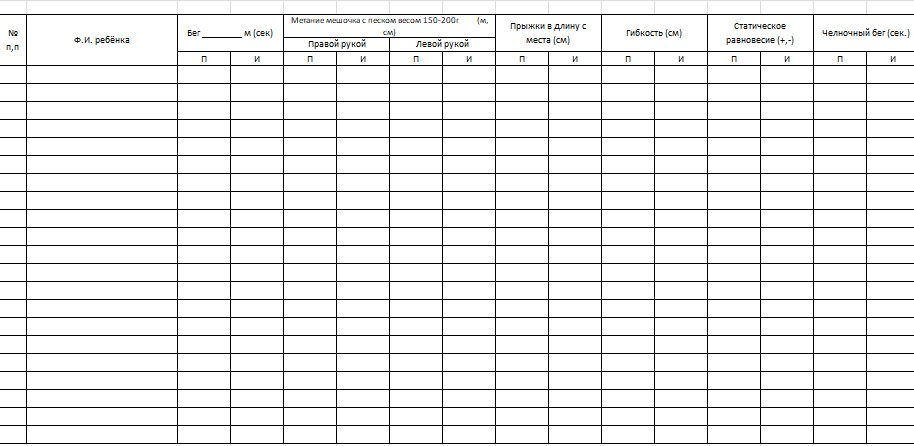 №
п,п
Ф.И. ребёнка
Бег ________ м (сек)
Метание мешочка с песком весом 150-200г (м,
см)
Правой рукой
Левой рукой
Прыжки в длину с
места (см)
Гибкость (см)
Статическое
равновесие (+,-)
Челночный бег (сек.)
П И П И П И П И П И П И П И